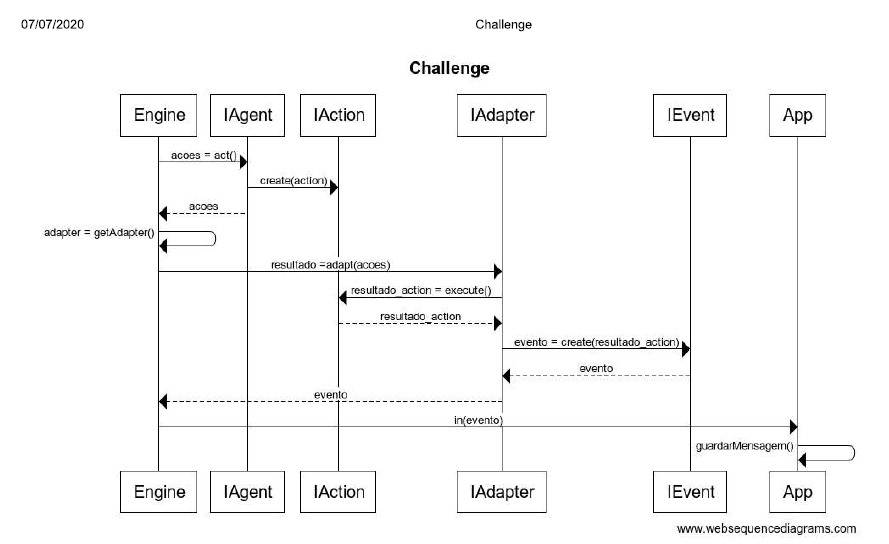 07/07/2020 Challenge
Challenge
Engine IAgent IAction IAdapter IEvent App
acoes = act()
create(action)
acoes
adapter = getAdapter()
resultado =adapt(acoes)
resultado_action = execute()
resultado_action
evento = create(resultado_action)
evento
evento
in(evento)
guardarMensagem()
Engine IAgent IAction IAdapter IEvent App
www.websequencediagrams.com